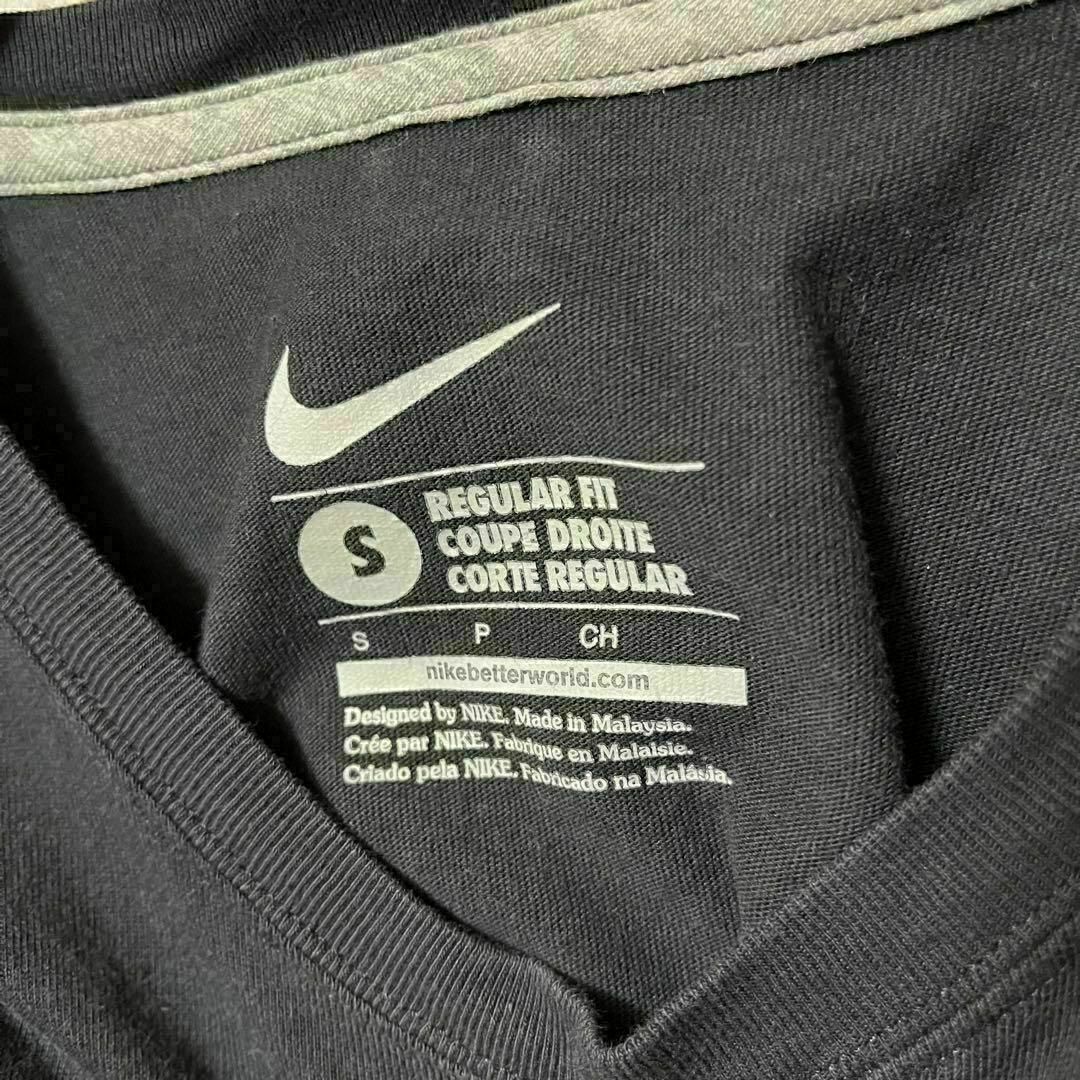 REGULAR FIT
S COUPE DROITE
CORTE REGULAR
S P CH
nikebetterworld.com
Designed by NIKE. Made in Malaysia.
Crée par NIKE. Fabrique en Malaisie.
Criado pela NIKE. Fabricado na Malásia.